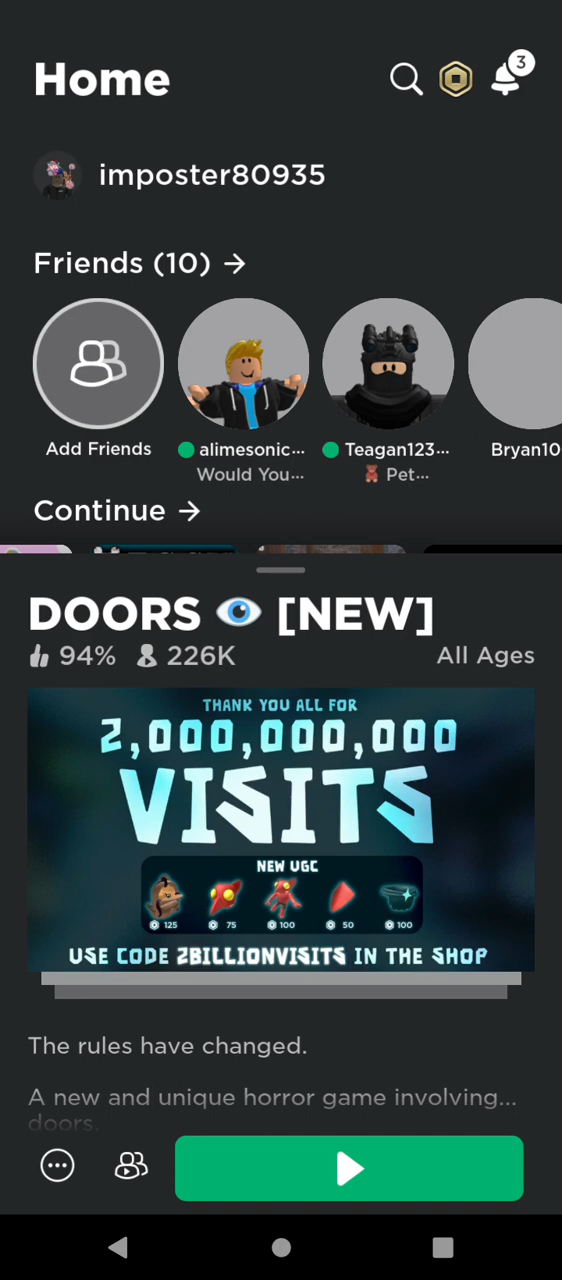 Home
3
imposter80935
Friends (10) →
Add Friends
alimesonic...
Would You...
Teagan123...
Pet...
Bryan10
Continue →
DOORS 👁️ [NEW]
94% 226K
All Ages
THANK YOU ALL FOR
2,000,000,000
VISITS
NEW UGC
125 75 100 50 100
USE CODE 2BILLIONVISITS IN THE SHOP
The rules have changed.
A new and unique horror game involving...
doors.